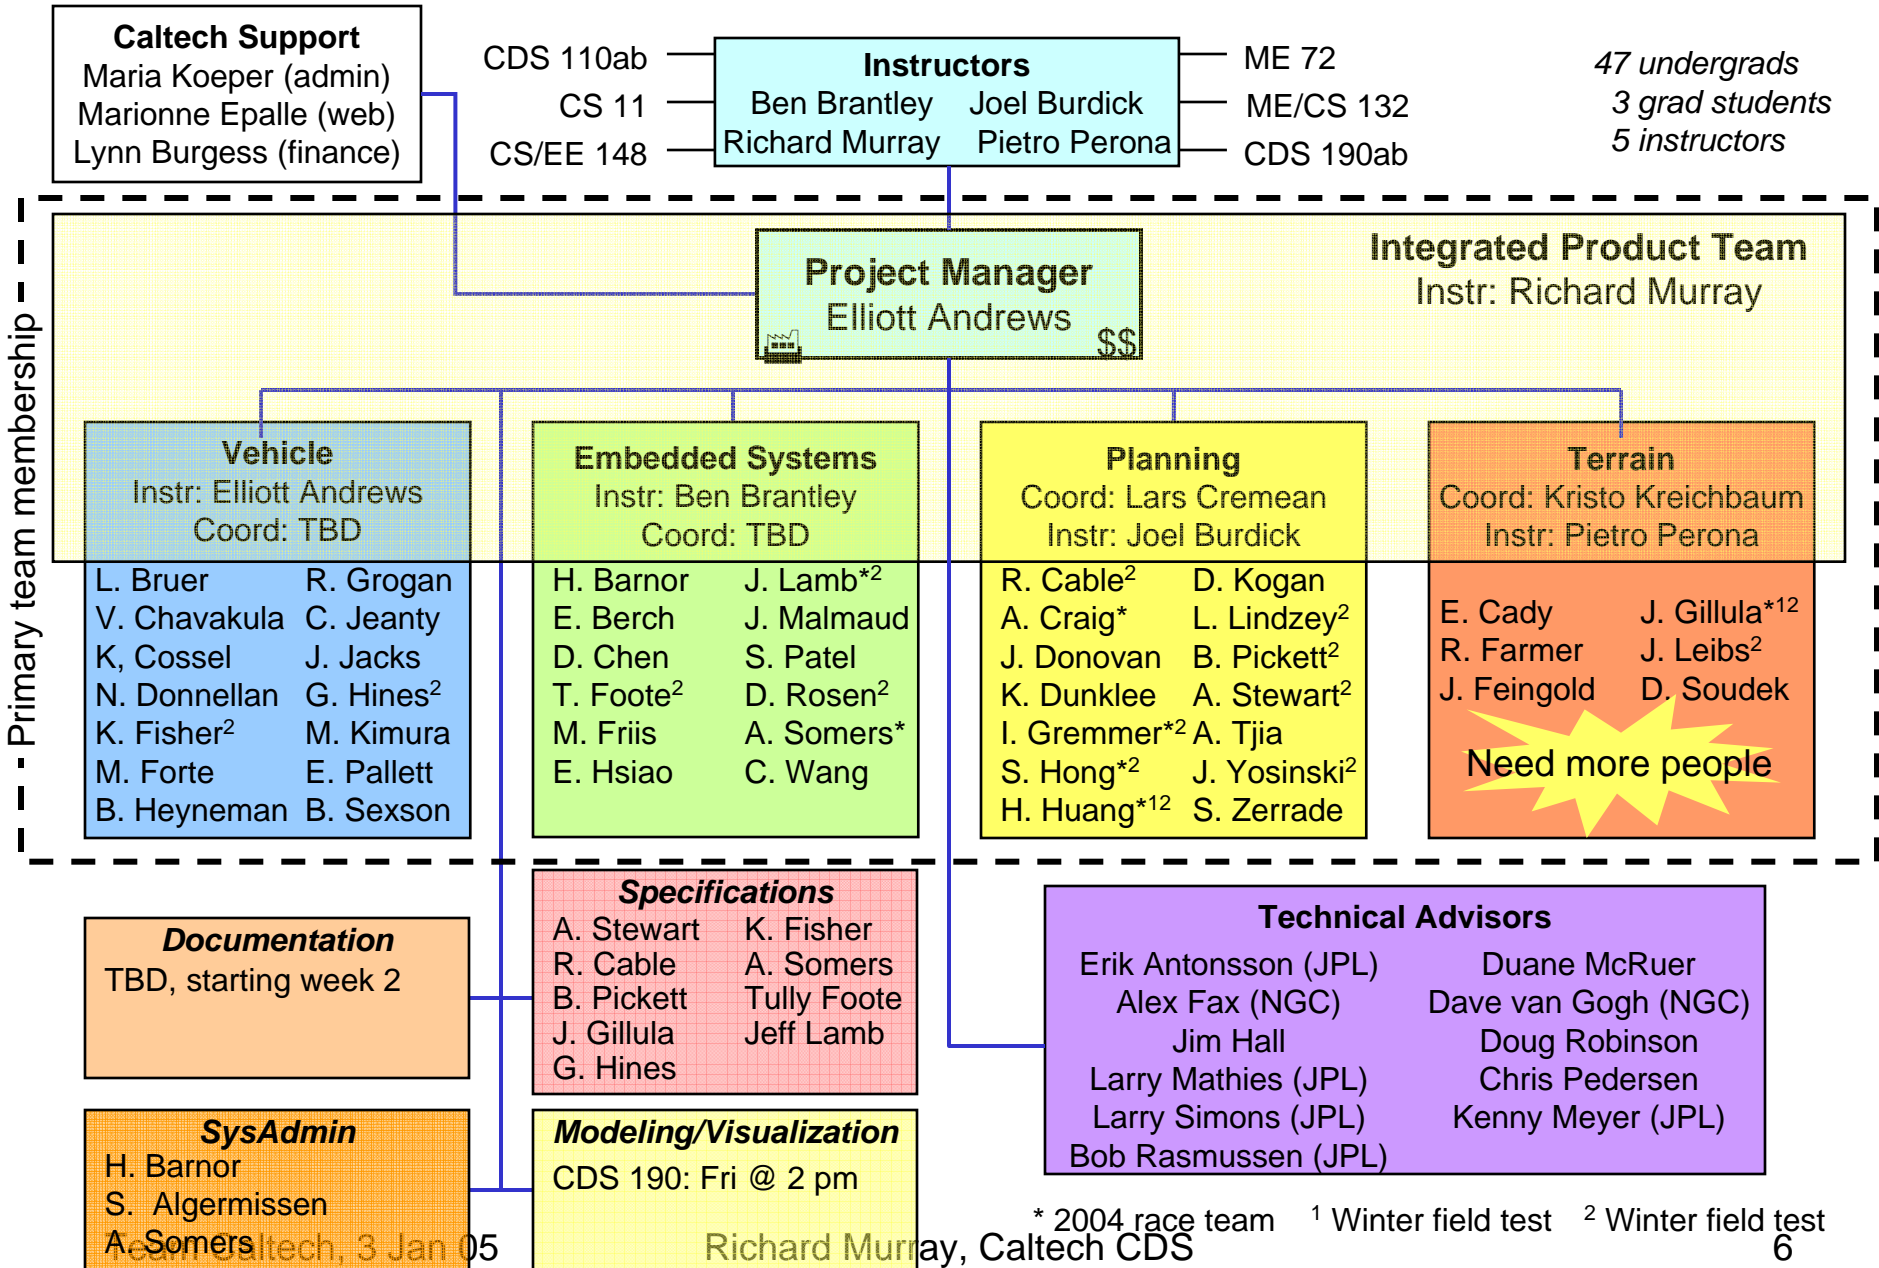 Caltech Support
Maria Koeper (admin)
Marionne Epalle (web)
Lynn Burgess (finance)
CDS 110ab
CS 11
CS/EE 148
Instructors
Ben Brantley Joel Burdick
Richard Murray Pietro Perona
ME 72
ME/CS 132
CDS 190ab
47 undergrads
3 grad students
5 instructors
Primary team membership
Integrated Product Team
Instr: Richard Murray
Project Manager
Elliott Andrews
$$
Vehicle
Instr: Elliott Andrews
Coord: TBD
L. Bruer R. Grogan
V. Chavakula C. Jeanty
K, Cossel J. Jacks
N. Donnellan G. Hines²
K. Fisher² M. Kimura
M. Forte E. Pallett
B. Heyneman B. Sexson
Embedded Systems
Instr: Ben Brantley
Coord: TBD
H. Barnor J. Lamb*²
E. Berch J. Malmaud
D. Chen S. Patel
T. Foote² D. Rosen²
M. Friis A. Somers*
E. Hsiao C. Wang
Planning
Coord: Lars Cremean
Instr: Joel Burdick
R. Cable² D. Kogan
A. Craig* L. Lindzey²
J. Donovan B. Pickett²
K. Dunklee A. Stewart²
I. Gremmer*² A. Tjia
S. Hong*² J. Yosinski²
H. Huang*¹² S. Zerrade
Terrain
Coord: Kristo Kreichbaum
Instr: Pietro Perona
E. Cady J. Gillula*¹²
R. Farmer J. Leibs²
J. Feingold D. Soudek
Need more people
Documentation
TBD, starting week 2
Specifications
A. Stewart K. Fisher
R. Cable A. Somers
B. Pickett Tully Foote
J. Gillula Jeff Lamb
G. Hines
Technical Advisors
Erik Antonsson (JPL) Duane McRuer
Alex Fax (NGC) Dave van Gogh (NGC)
Jim Hall Doug Robinson
Larry Mathies (JPL) Chris Pedersen
Larry Simons (JPL) Kenny Meyer (JPL)
Bob Rasmussen (JPL)
SysAdmin
H. Barnor
S. Algermissen
A. Somers
Modeling/Visualization
CDS 190: Fri @ 2 pm
* 2004 race team ¹ Winter field test ² Winter field test
Team Caltech, 3 Jan 05 Richard Murray, Caltech CDS 6